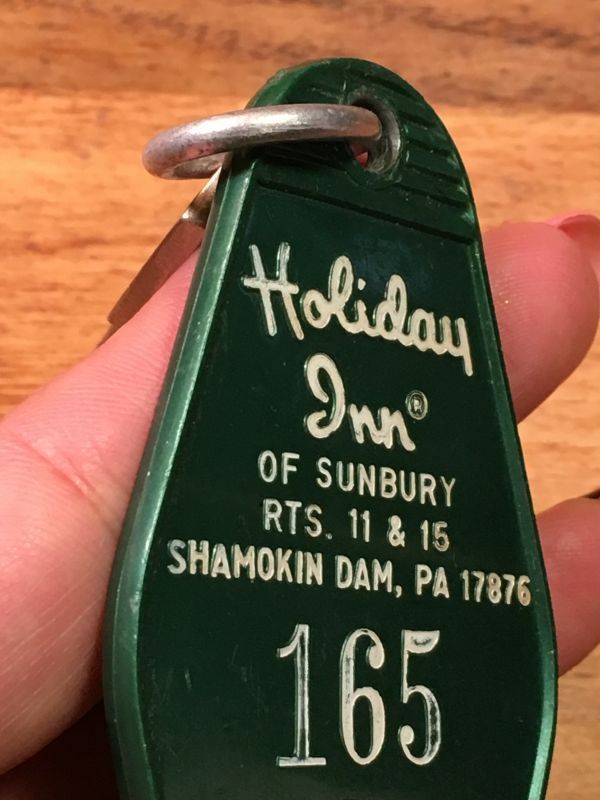 Holiday
Inn®
OF SUNBURY
RTS. 11 & 15
SHAMOKIN DAM, PA 17876
165